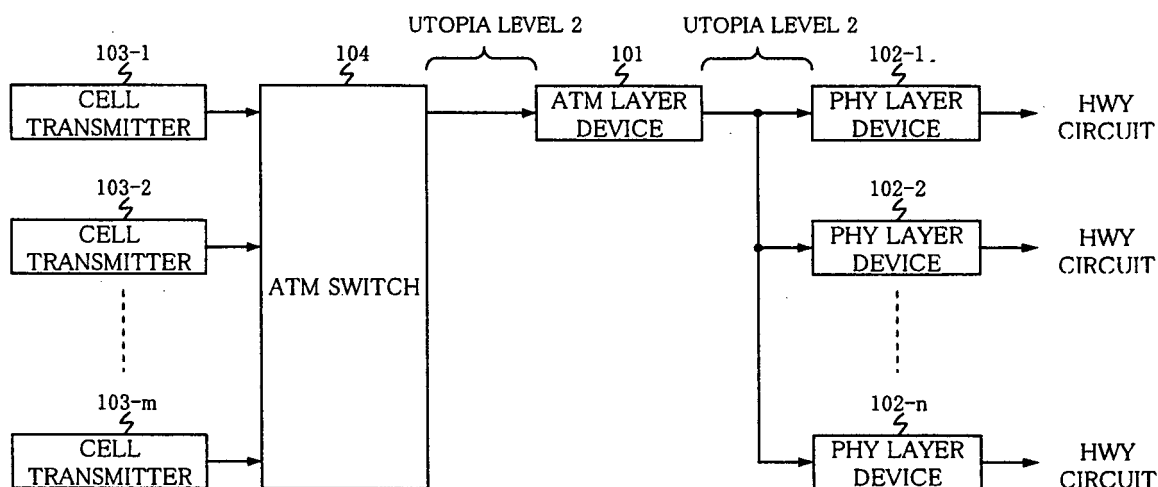 UTOPIA LEVEL 2
UTOPIA LEVEL 2
103-1
104
101
102-1
CELL
TRANSMITTER
ATM LAYER
DEVICE
PHY LAYER
DEVICE
HWY
CIRCUIT
103-2
102-2
CELL
TRANSMITTER
ATM SWITCH
PHY LAYER
DEVICE
HWY
CIRCUIT
103-m
102-n
CELL
TRANSMITTER
PHY LAYER
DEVICE
HWY
CIRCUIT